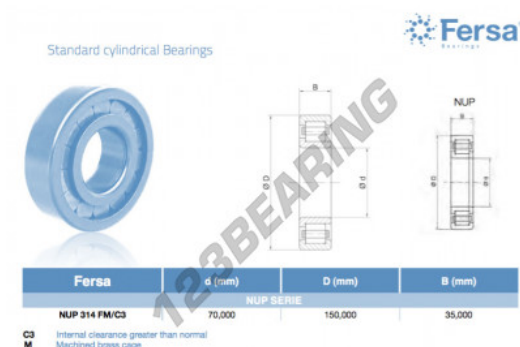 Fersa
Bearings
Standard cylindrical Bearings
B
Ø D
Ø d
NUP
B
Ø D
Ø d
123BEARING
Fersa d (mm) D (mm) B (mm)
NUP SERIE
NUP 314 FM/C3 70,000 150,000 35,000
C3 Internal clearance greater than normal
M Machined brass cage